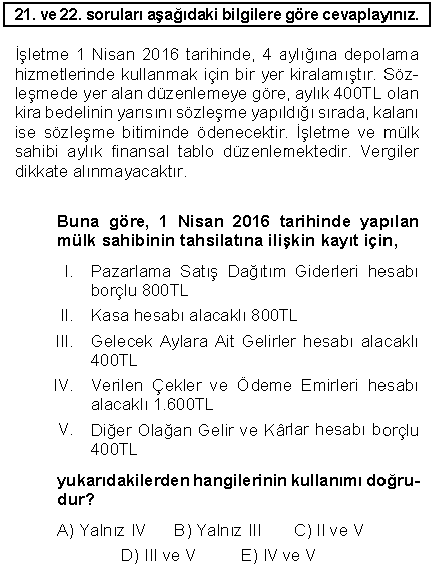 21. ve 22. soruları aşağıdaki bilgilere göre cevaplayınız.
İşletme 1 Nisan 2016 tarihinde, 4 aylığına depolama
hizmetlerinde kullanmak için bir yer kiralamıştır. Söz-
leşmede yer alan düzenlemeye göre, aylık 400TL olan
kira bedelinin yarısını sözleşme yapıldığı sırada, kalanı
ise sözleşme bitiminde ödenecektir. İşletme ve mülk
sahibi aylık finansal tablo düzenlemektedir. Vergiler
dikkate alınmayacaktır.
Buna göre, 1 Nisan 2016 tarihinde yapılan
mülk sahibinin tahsilatına ilişkin kayıt için,
I. Pazarlama Satış Dağıtım Giderleri hesabı
borçlu 800TL
II. Kasa hesabı alacaklı 800TL
III. Gelecek Aylara Ait Gelirler hesabı alacaklı
400TL
IV. Verilen Çekler ve Ödeme Emirleri hesabı
alacaklı 1.600TL
V. Diğer Olağan Gelir ve Kârlar hesabı borçlu
400TL
yukarıdakilerden hangilerinin kullanımı doğru-
dur?
A) Yalnız IV B) Yalnız III C) II ve V
D) III ve V E) IV ve V